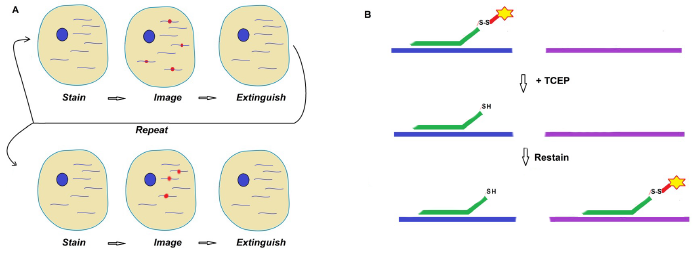 A
Stain Image Extinguish
Repeat
Stain Image Extinguish
B
S-S
+ TCEP
SH
Restain
SH
S-S